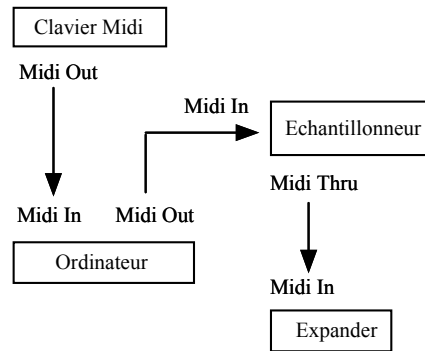 Clavier Midi
Midi Out
Midi In
Echantillonneur
Midi Thru
Midi In
Midi Out
Ordinateur
Midi In
Expander